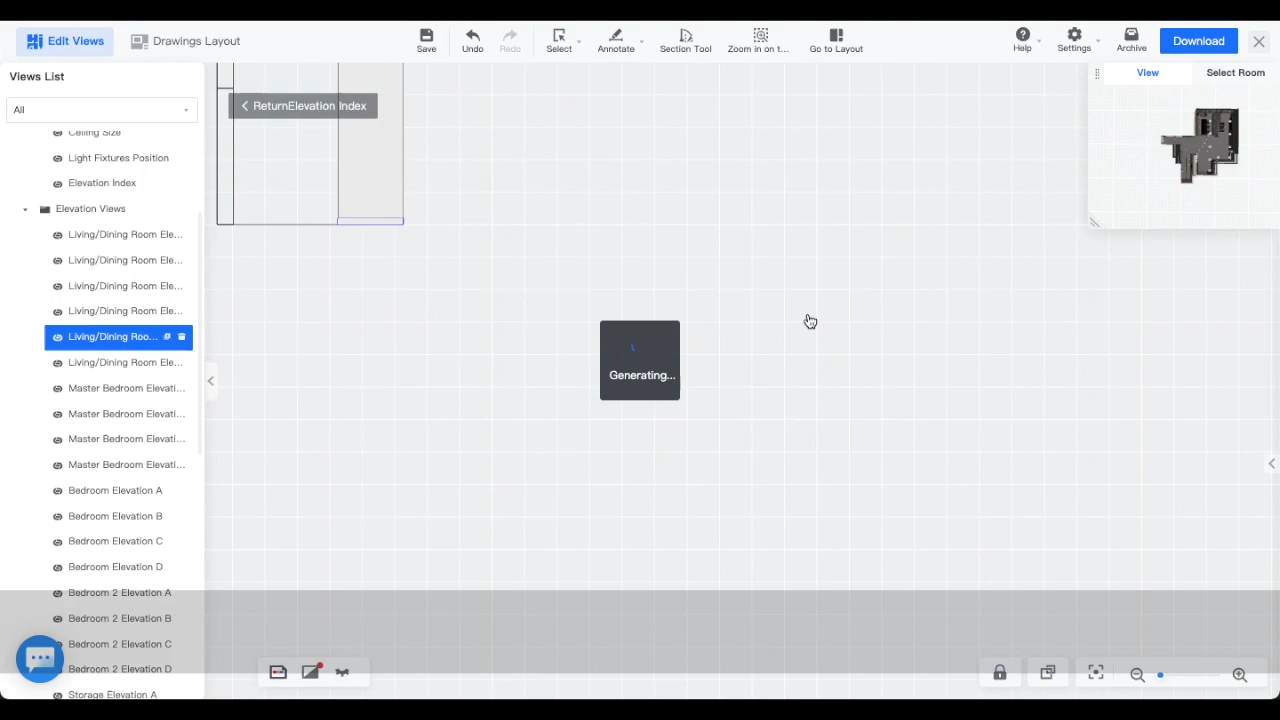 Edit Views
Drawings Layout
Save
Undo
Redo
Select
Annotate
Section Tool
Zoom in on t...
Go to Layout
Help
Settings
Archive
Download
Views List
All
Ceiling Size
Light Fixtures Position
Elevation Index
Elevation Views
Living/Dining Room Ele...
Living/Dining Room Ele...
Living/Dining Room Ele...
Living/Dining Room Ele...
Living/Dining Roo...
Living/Dining Room Ele...
Master Bedroom Elevati...
Master Bedroom Elevati...
Master Bedroom Elevati...
Master Bedroom Elevati...
Bedroom Elevation A
Bedroom Elevation B
Bedroom Elevation C
Bedroom Elevation D
Bedroom 2 Elevation A
Bedroom 2 Elevation B
Bedroom 2 Elevation C
Bedroom 2 Elevation D
Storage Elevation A
ReturnElevation Index
Generating...
View
Select Room